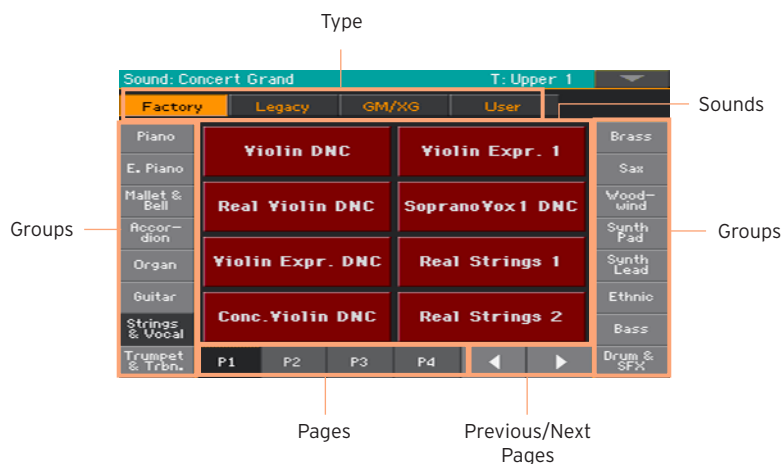 Type
Sound: Concert Grand T: Upper 1
Factory Legacy GM/XG User
Sounds
Groups
Piano
E. Piano
Mallet &
Bell
Accor-
dion
Organ
Guitar
Strings
& Vocal
Trumpet
& Trbn.
Violin DNC Violin Expr. 1
Real Violin DNC SopranoVox1 DNC
Violin Expr. DNC Real Strings 1
Conc.Violin DNC Real Strings 2
Brass
Sax
Wood-
wind
Synth
Pad
Synth
Lead
Ethnic
Bass
Drum &
SFX
Groups
P1 P2 P3 P4
Pages
Previous/Next
Pages